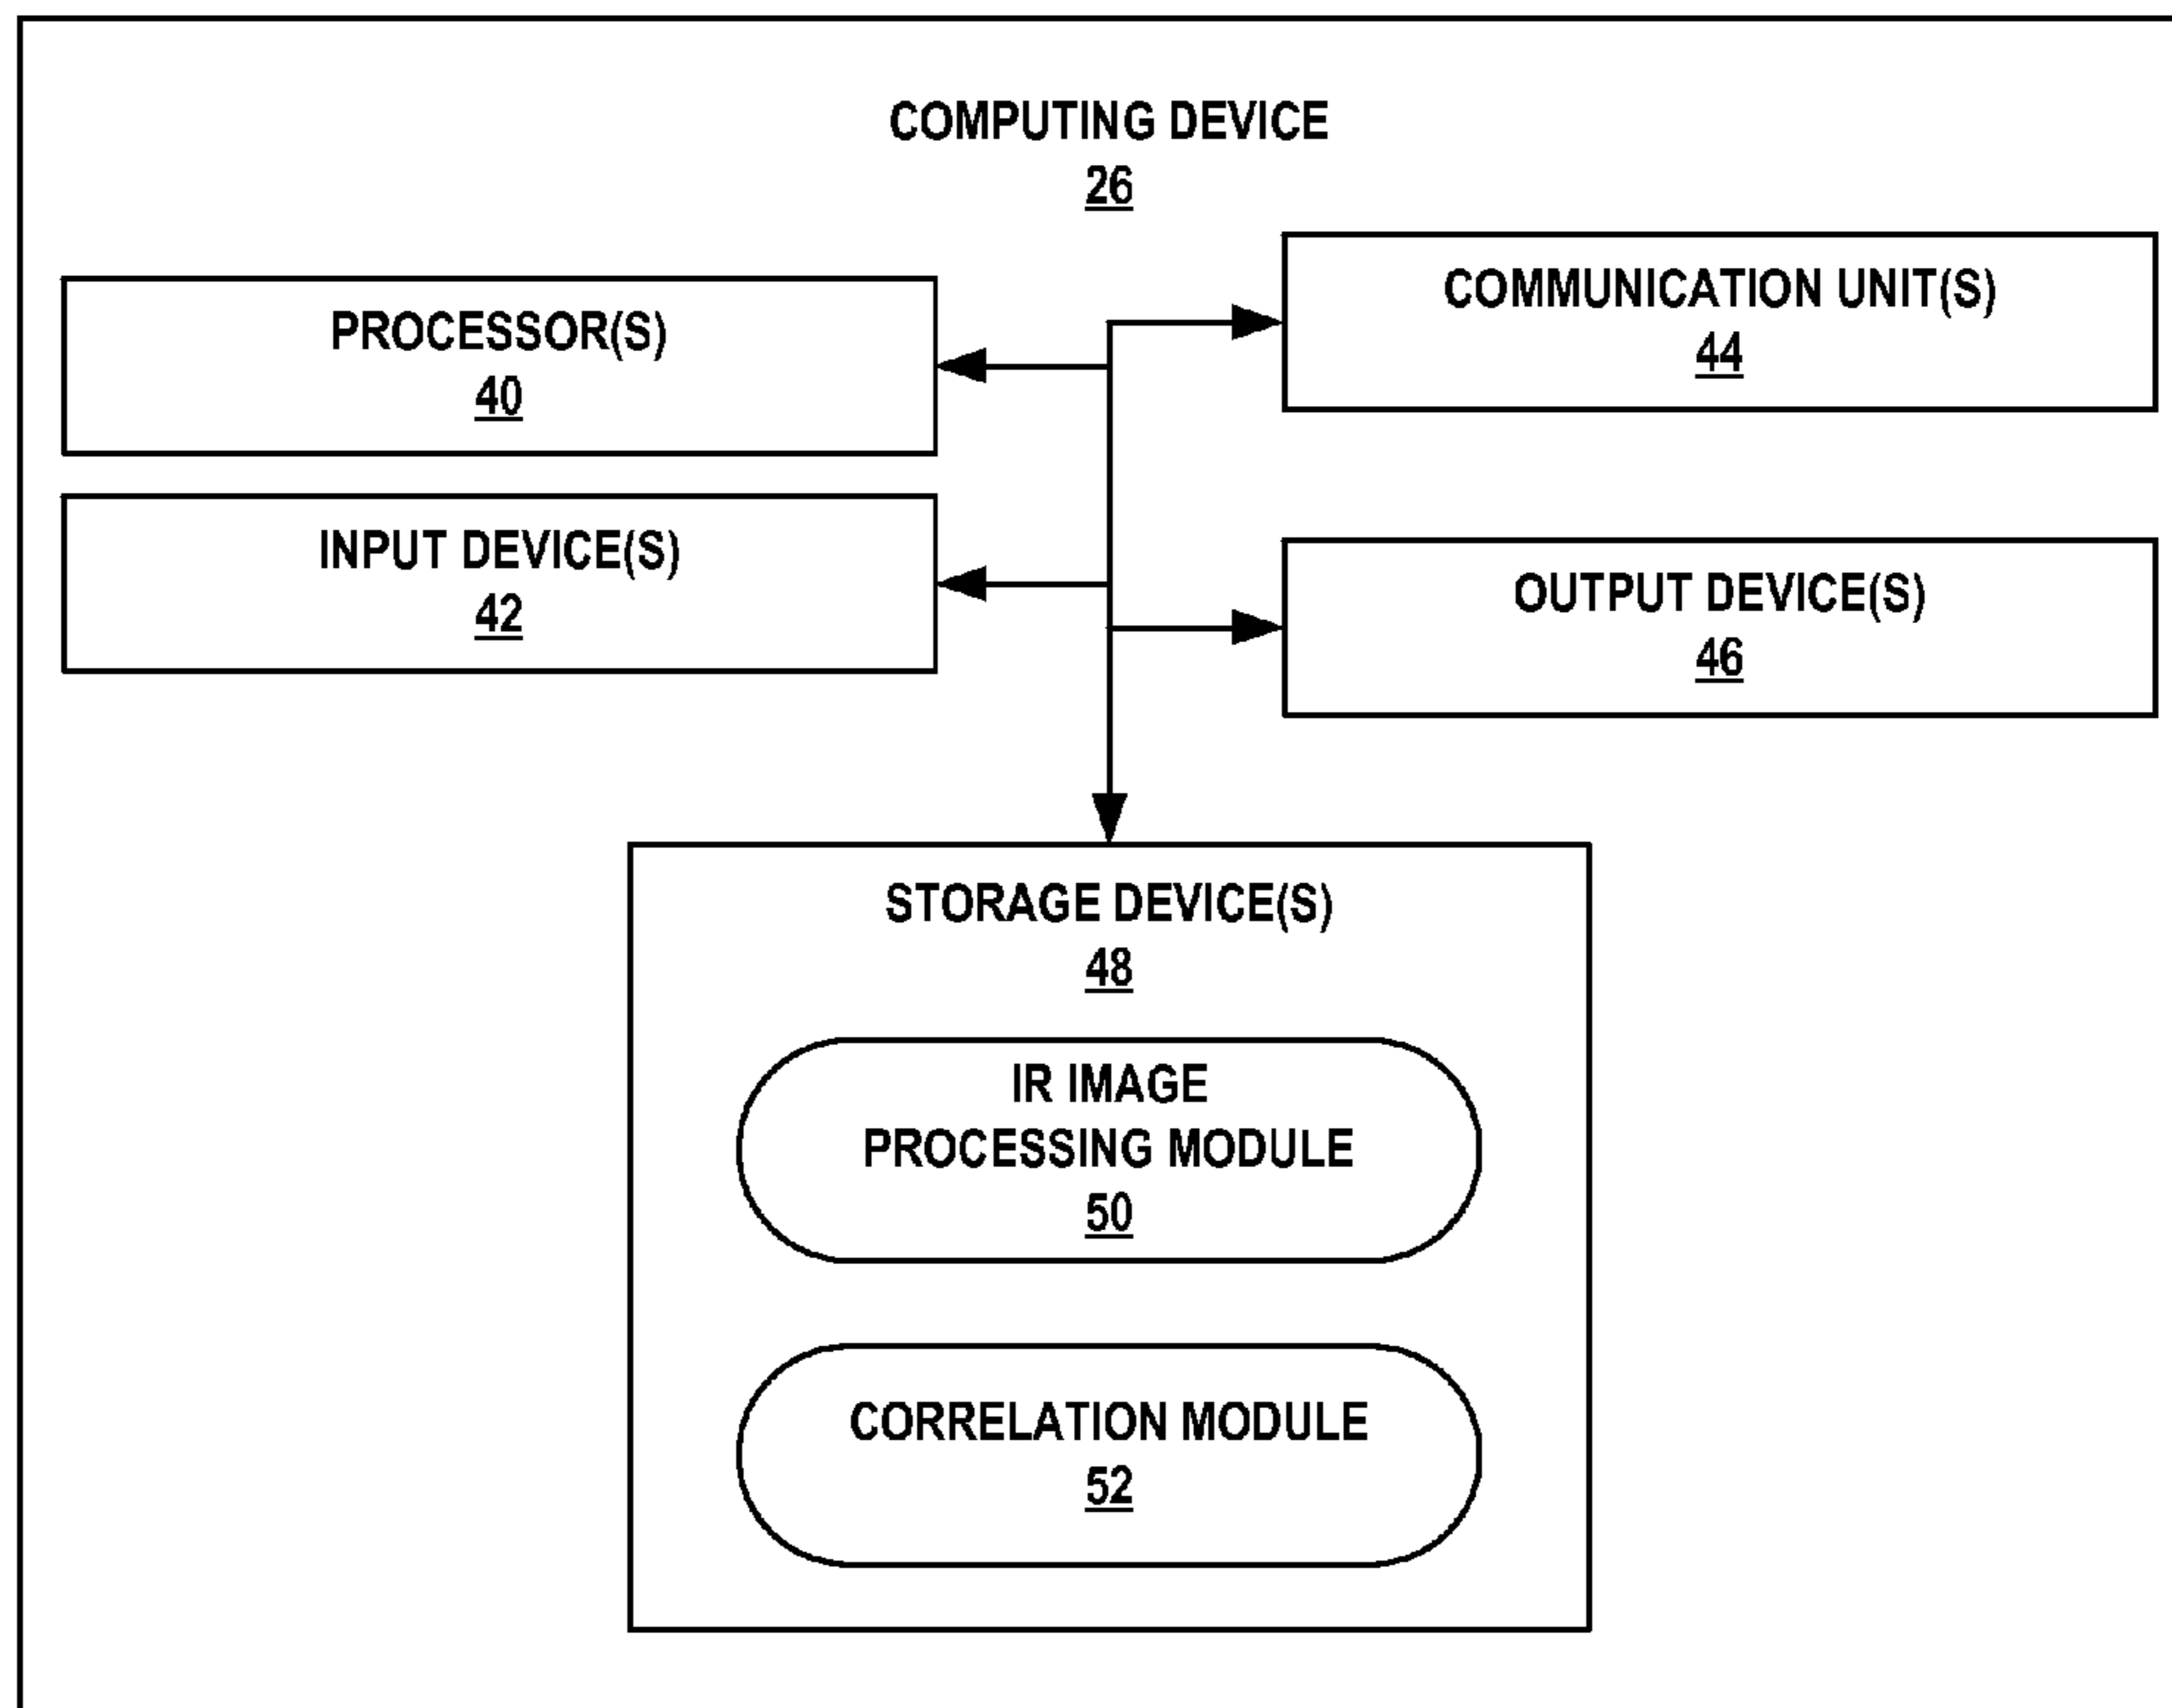 COMPUTING DEVICE
26
PROCESSOR(S)
40
COMMUNICATION UNIT(S)
44
INPUT DEVICE(S)
42
OUTPUT DEVICE(S)
46
STORAGE DEVICE(S)
48
IR IMAGE
PROCESSING MODULE
50
CORRELATION MODULE
52